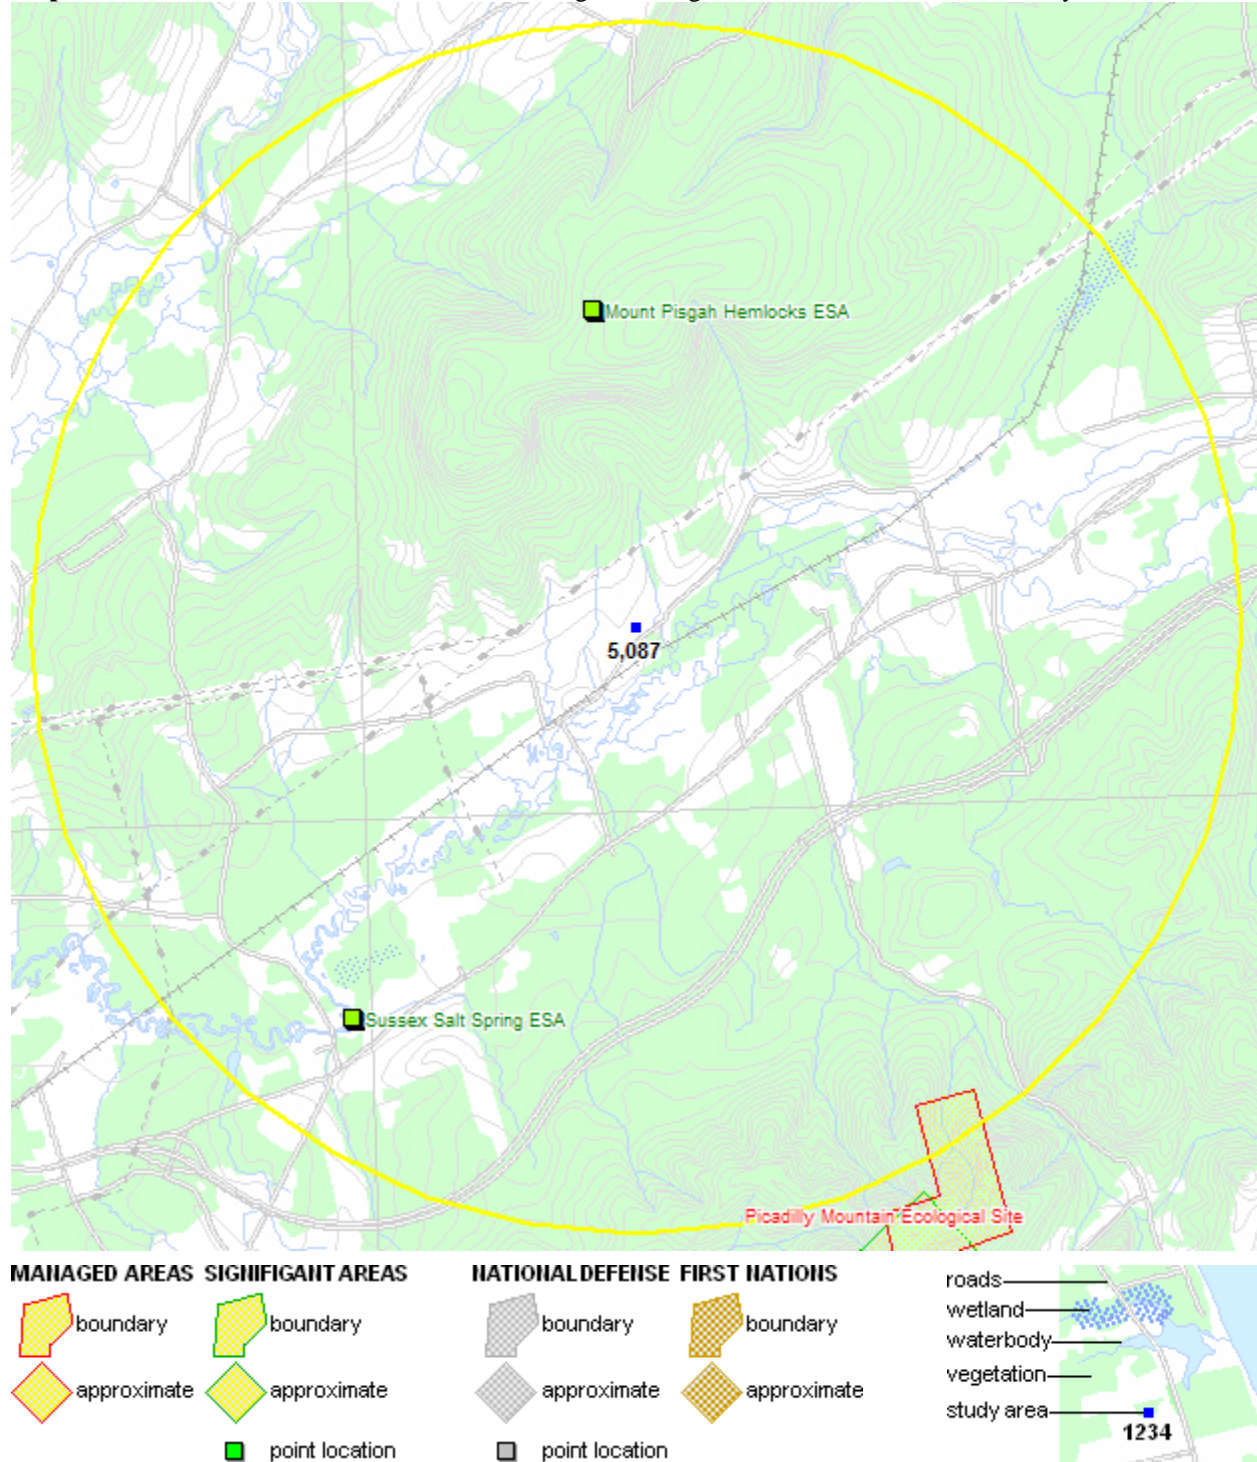 Mount Pisgah Hemlocks ESA
5,087
Sussex Salt Spring ESA
Picadilly Mountain Ecological Site
MANAGED AREAS SIGNIFIGANT AREAS NATIONAL DEFENSE FIRST NATIONS
boundary boundary boundary boundary
approximate approximate approximate approximate
point location point location
roads
wetland
waterbody
vegetation
study area
1234